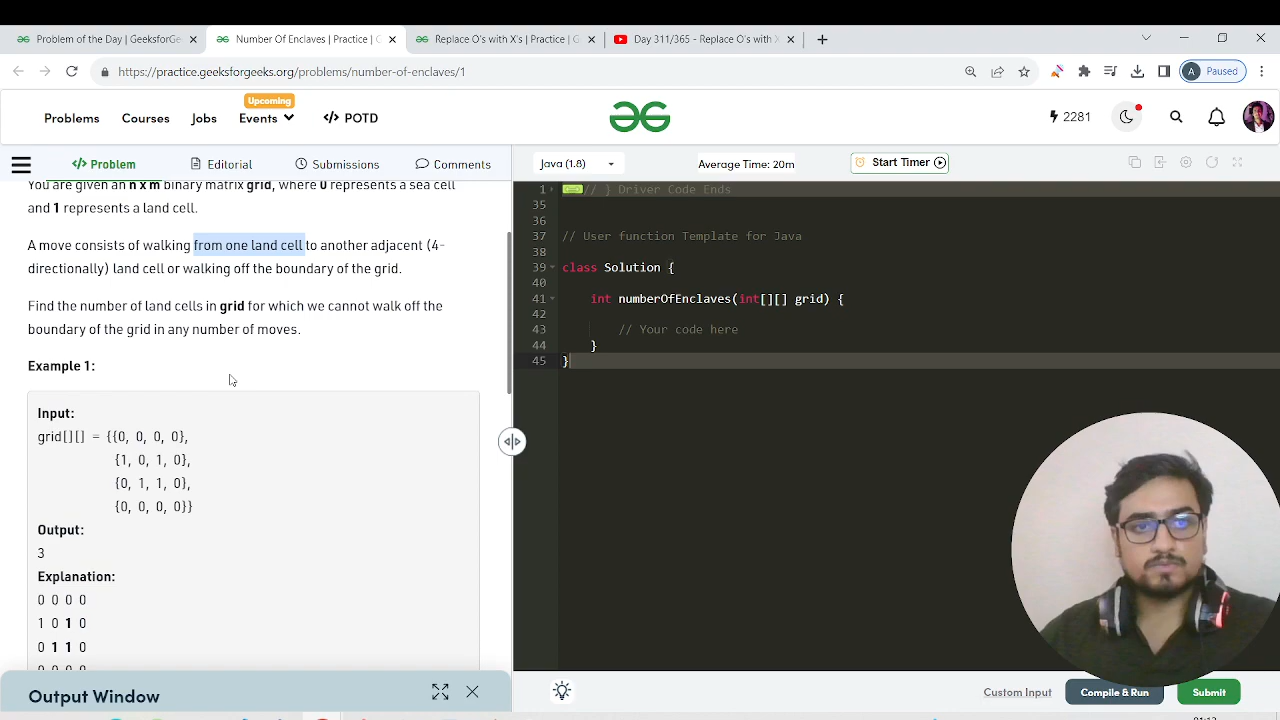 Problem of the Day | GeeksforGe
Number Of Enclaves | Practice | G
Replace O's with X's | Practice | G
Day 311/365 - Replace O's with X
https://practice.geeksforgeeks.org/problems/number-of-enclaves/1
A Paused
Upcoming
Problems Courses Jobs Events </> POTD
2281
</> Problem Editorial Submissions Comments
Java (1.8) Average Time: 20m Start Timer
You are given an n x m binary matrix grid, where 0 represents a sea cell
and 1 represents a land cell.
A move consists of walking from one land cell to another adjacent (4-
directionally) land cell or walking off the boundary of the grid.
Find the number of land cells in grid for which we cannot walk off the
boundary of the grid in any number of moves.
Example 1:
Input:
grid[][] = {{0, 0, 0, 0},
{1, 0, 1, 0},
{0, 1, 1, 0},
{0, 0, 0, 0}}
Output:
3
Explanation:
0 0 0 0
1 0 1 0
0 1 1 0
0 0 0 0
Output Window
1 // } Driver Code Ends
35
36
37 // User function Template for Java
38
39 class Solution {
40
41 int numberOfEnclaves(int[][] grid) {
42
43 // Your code here
44 }
45 }
Custom Input Compile & Run Submit